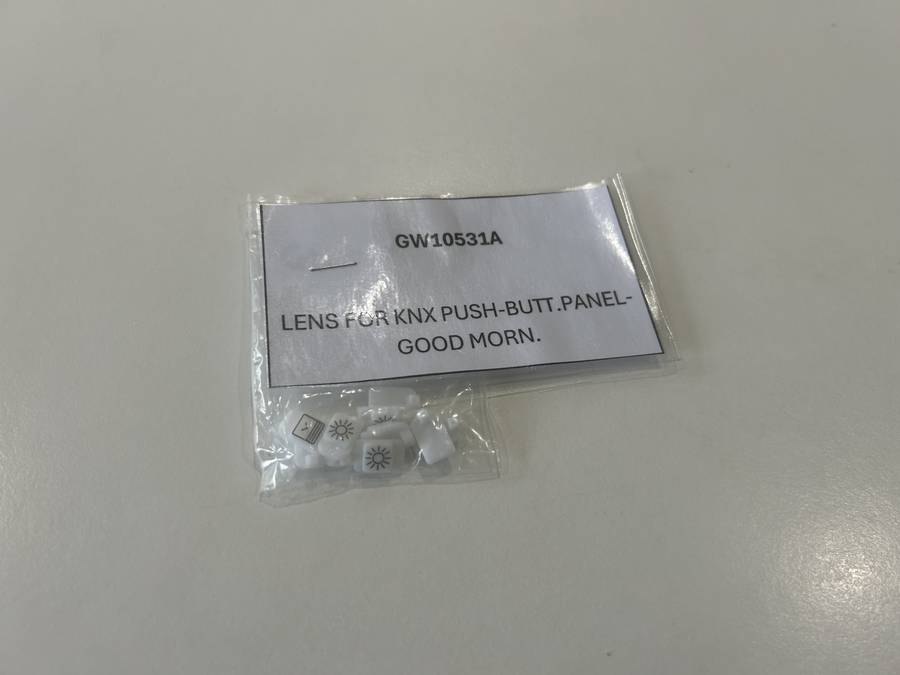 GW10531A
LENS FOR KNX PUSH-BUTT.PANEL-
GOOD MORN.